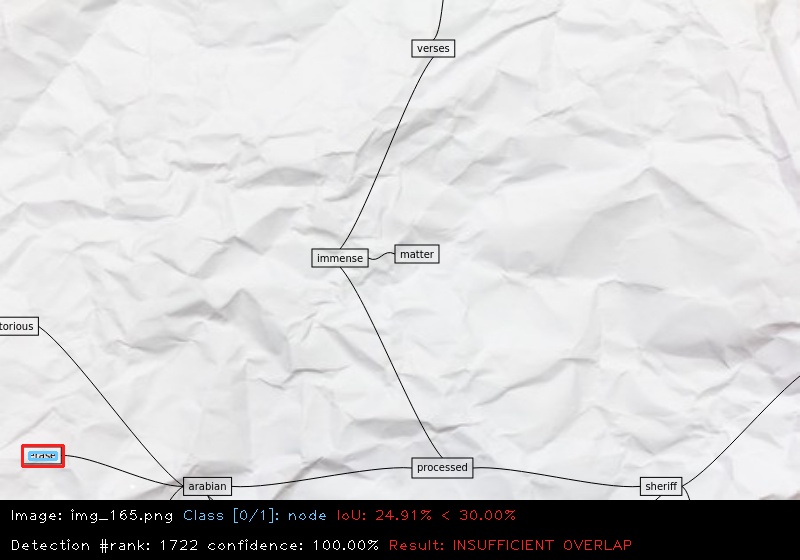 verses
immense
matter
torious
erase
processed
arabian
sheriff
Image: img_165.png Class [0/1]: node IoU: 24.91% < 30.00%
Detection #rank: 1722 confidence: 100.00% Result: INSUFFICIENT OVERLAP